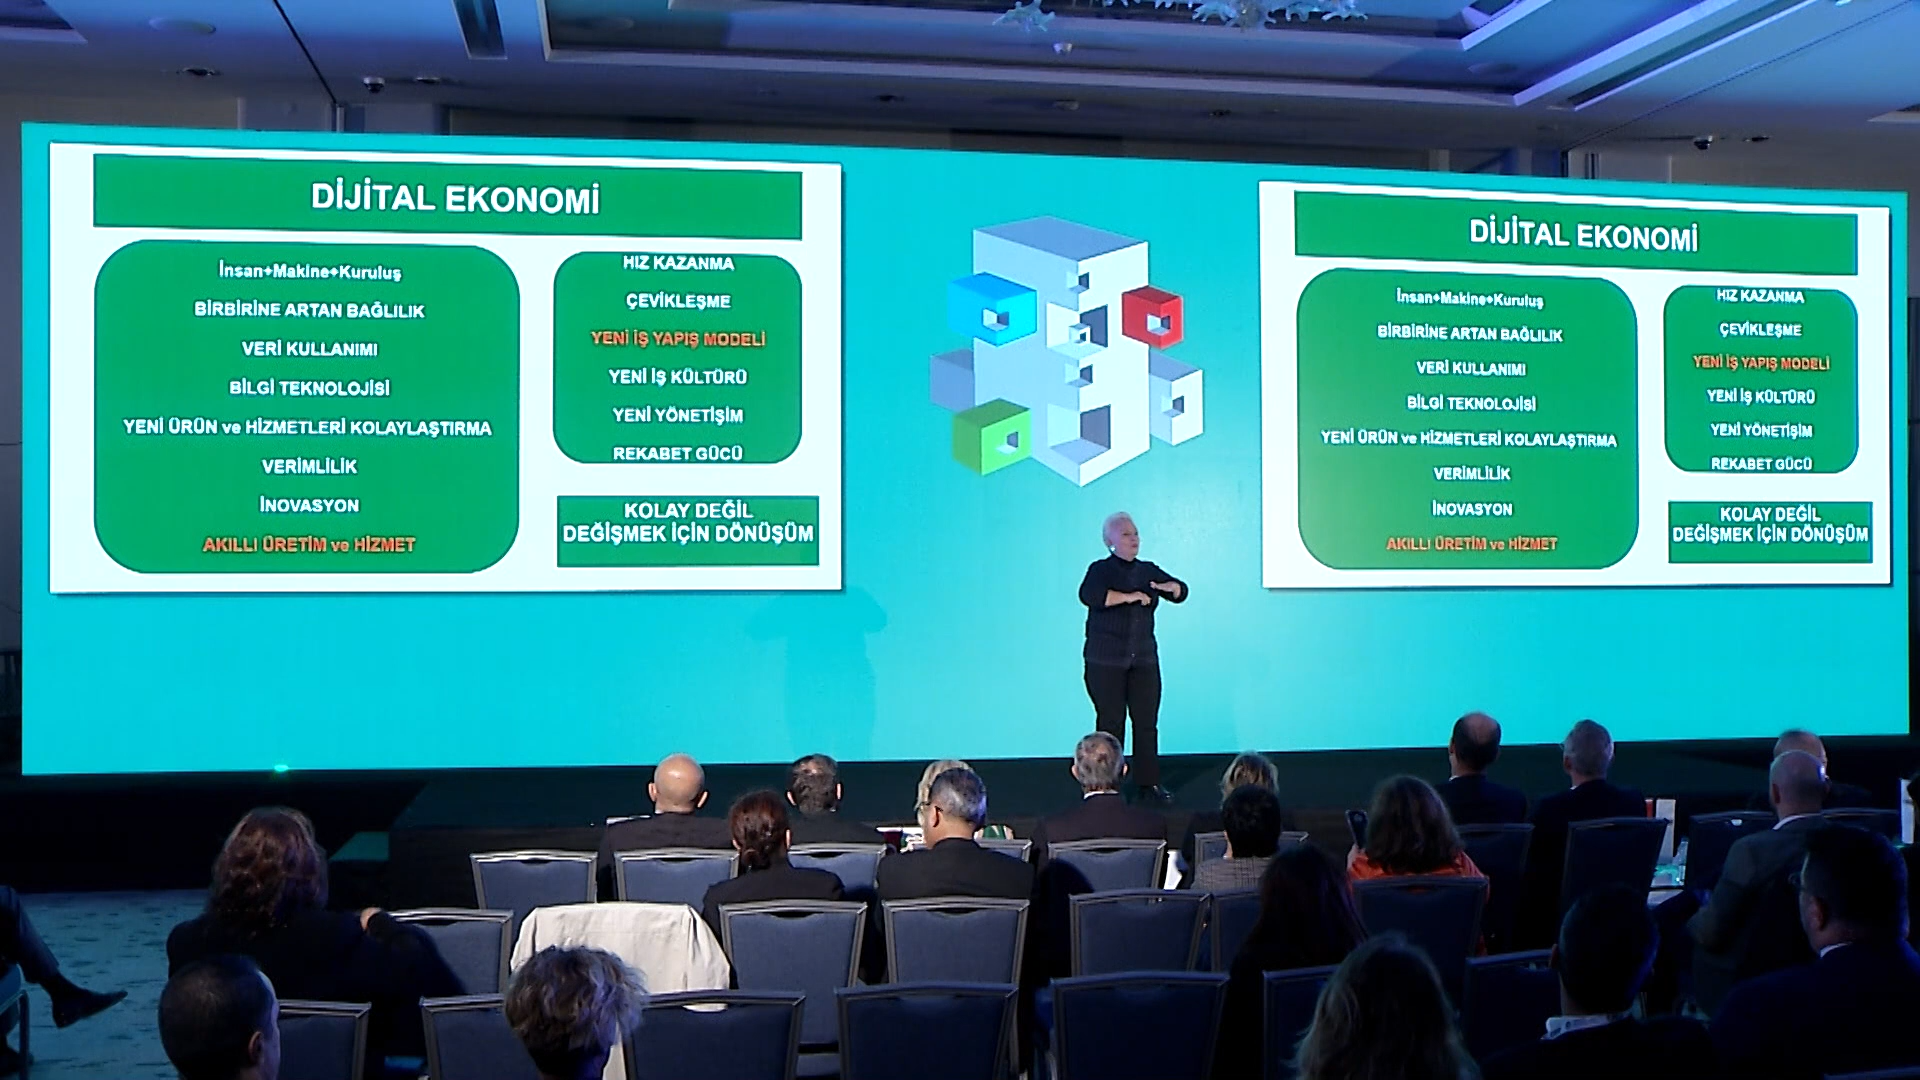 DİJİTAL EKONOMİ
İnsan+Makine+Kuruluş
BİRBİRİNE ARTAN BAĞLILIK
VERİ KULLANIMI
BİLGİ TEKNOLOJİSİ
YENİ ÜRÜN ve HİZMETLERİ KOLAYLAŞTIRMA
VERİMLİLİK
İNOVASYON
AKILLI ÜRETİM ve HİZMET
HIZ KAZANMA
ÇEVİKLEŞME
YENİ İŞ YAPIŞ MODELİ
YENİ İŞ KÜLTÜRÜ
YENİ YÖNETİŞİM
REKABET GÜCÜ
KOLAY DEĞİL
DEĞİŞMEK İÇİN DÖNÜŞÜM
DİJİTAL EKONOMİ
İnsan+Makine+Kuruluş
BİRBİRİNE ARTAN BAĞLILIK
VERİ KULLANIMI
BİLGİ TEKNOLOJİSİ
YENİ ÜRÜN ve HİZMETLERİ KOLAYLAŞTIRMA
VERİMLİLİK
İNOVASYON
AKILLI ÜRETİM ve HİZMET
HIZ KAZANMA
ÇEVİKLEŞME
YENİ İŞ YAPIŞ MODELİ
YENİ İŞ KÜLTÜRÜ
YENİ YÖNETİŞİM
REKABET GÜCÜ
KOLAY DEĞİL
DEĞİŞMEK İÇİN DÖNÜŞÜM